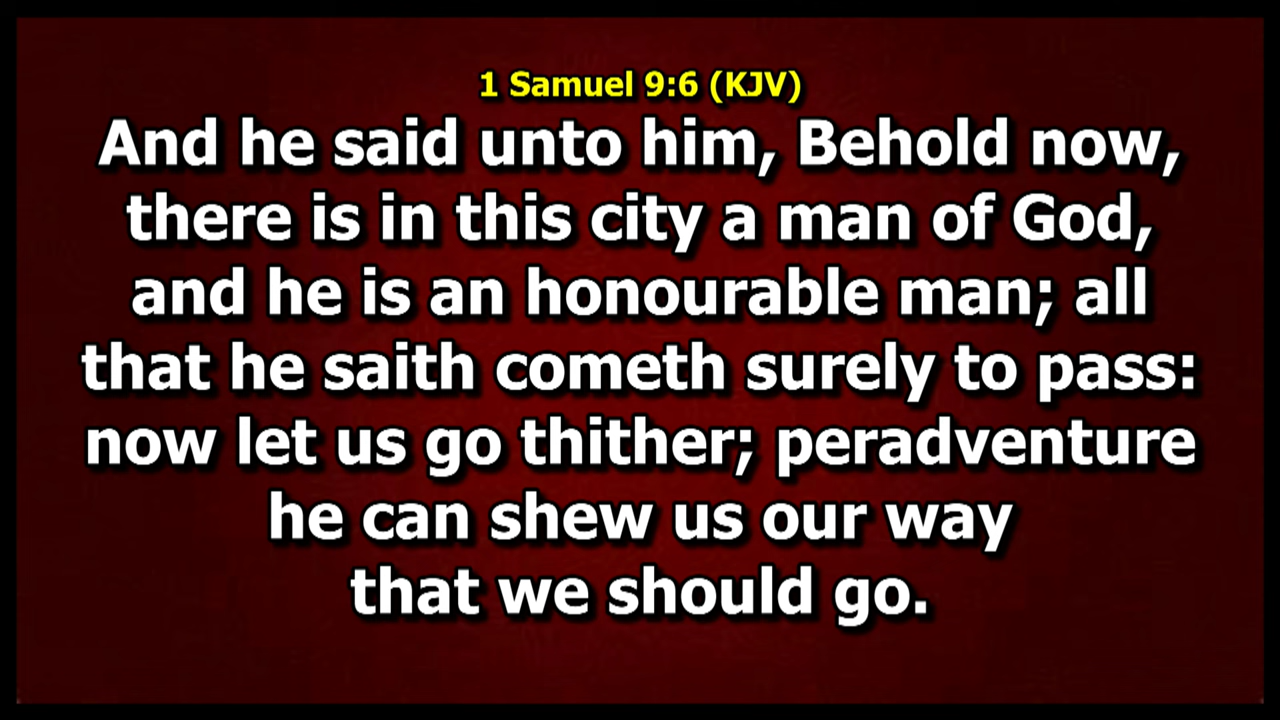 1 Samuel 9:6 (KJV)
And he said unto him, Behold now,
there is in this city a man of God,
and he is an honourable man; all
that he saith cometh surely to pass:
now let us go thither; peradventure
he can shew us our way
that we should go.